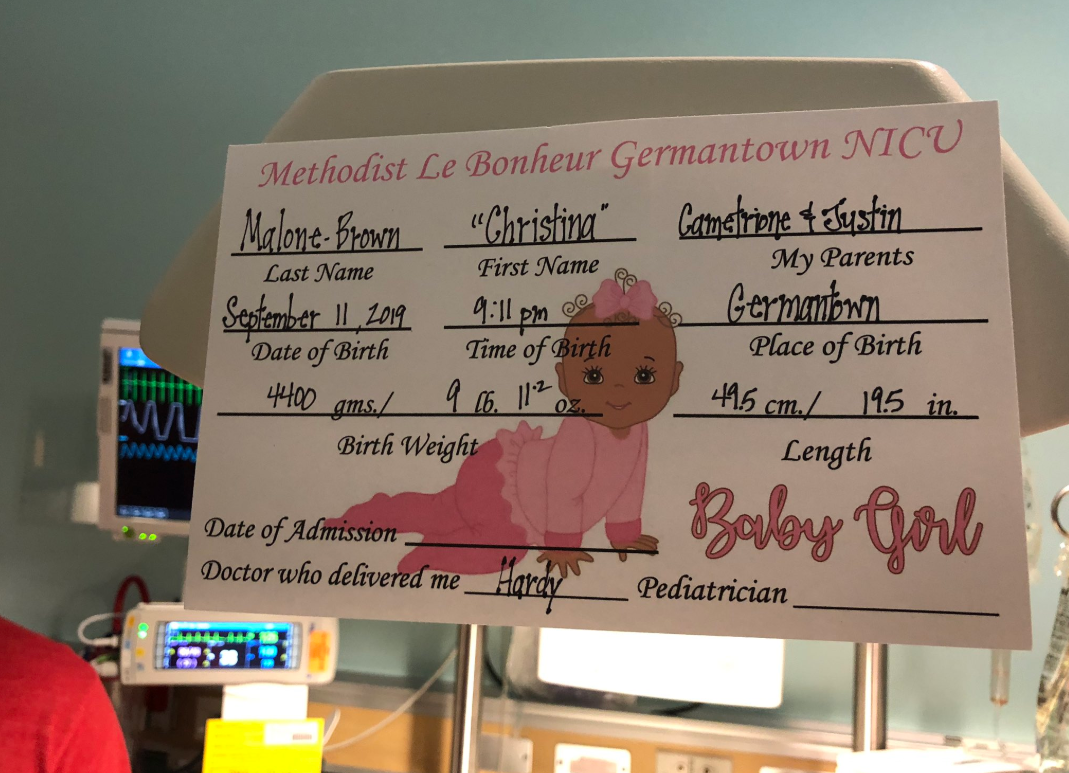 Methodist Le Bonheur Germantown NICU
Malone-Brown "Christina" Cametrione & Justin
Last Name First Name My Parents
September 11, 2019 9:11 pm Germantown
Date of Birth Time of Birth Place of Birth
4400 gms./ 9 lb. 11.2 oz. 49.5 cm./ 19.5 in.
Birth Weight Length
Baby Girl
Date of Admission
Doctor who delivered me Hardy Pediatrician